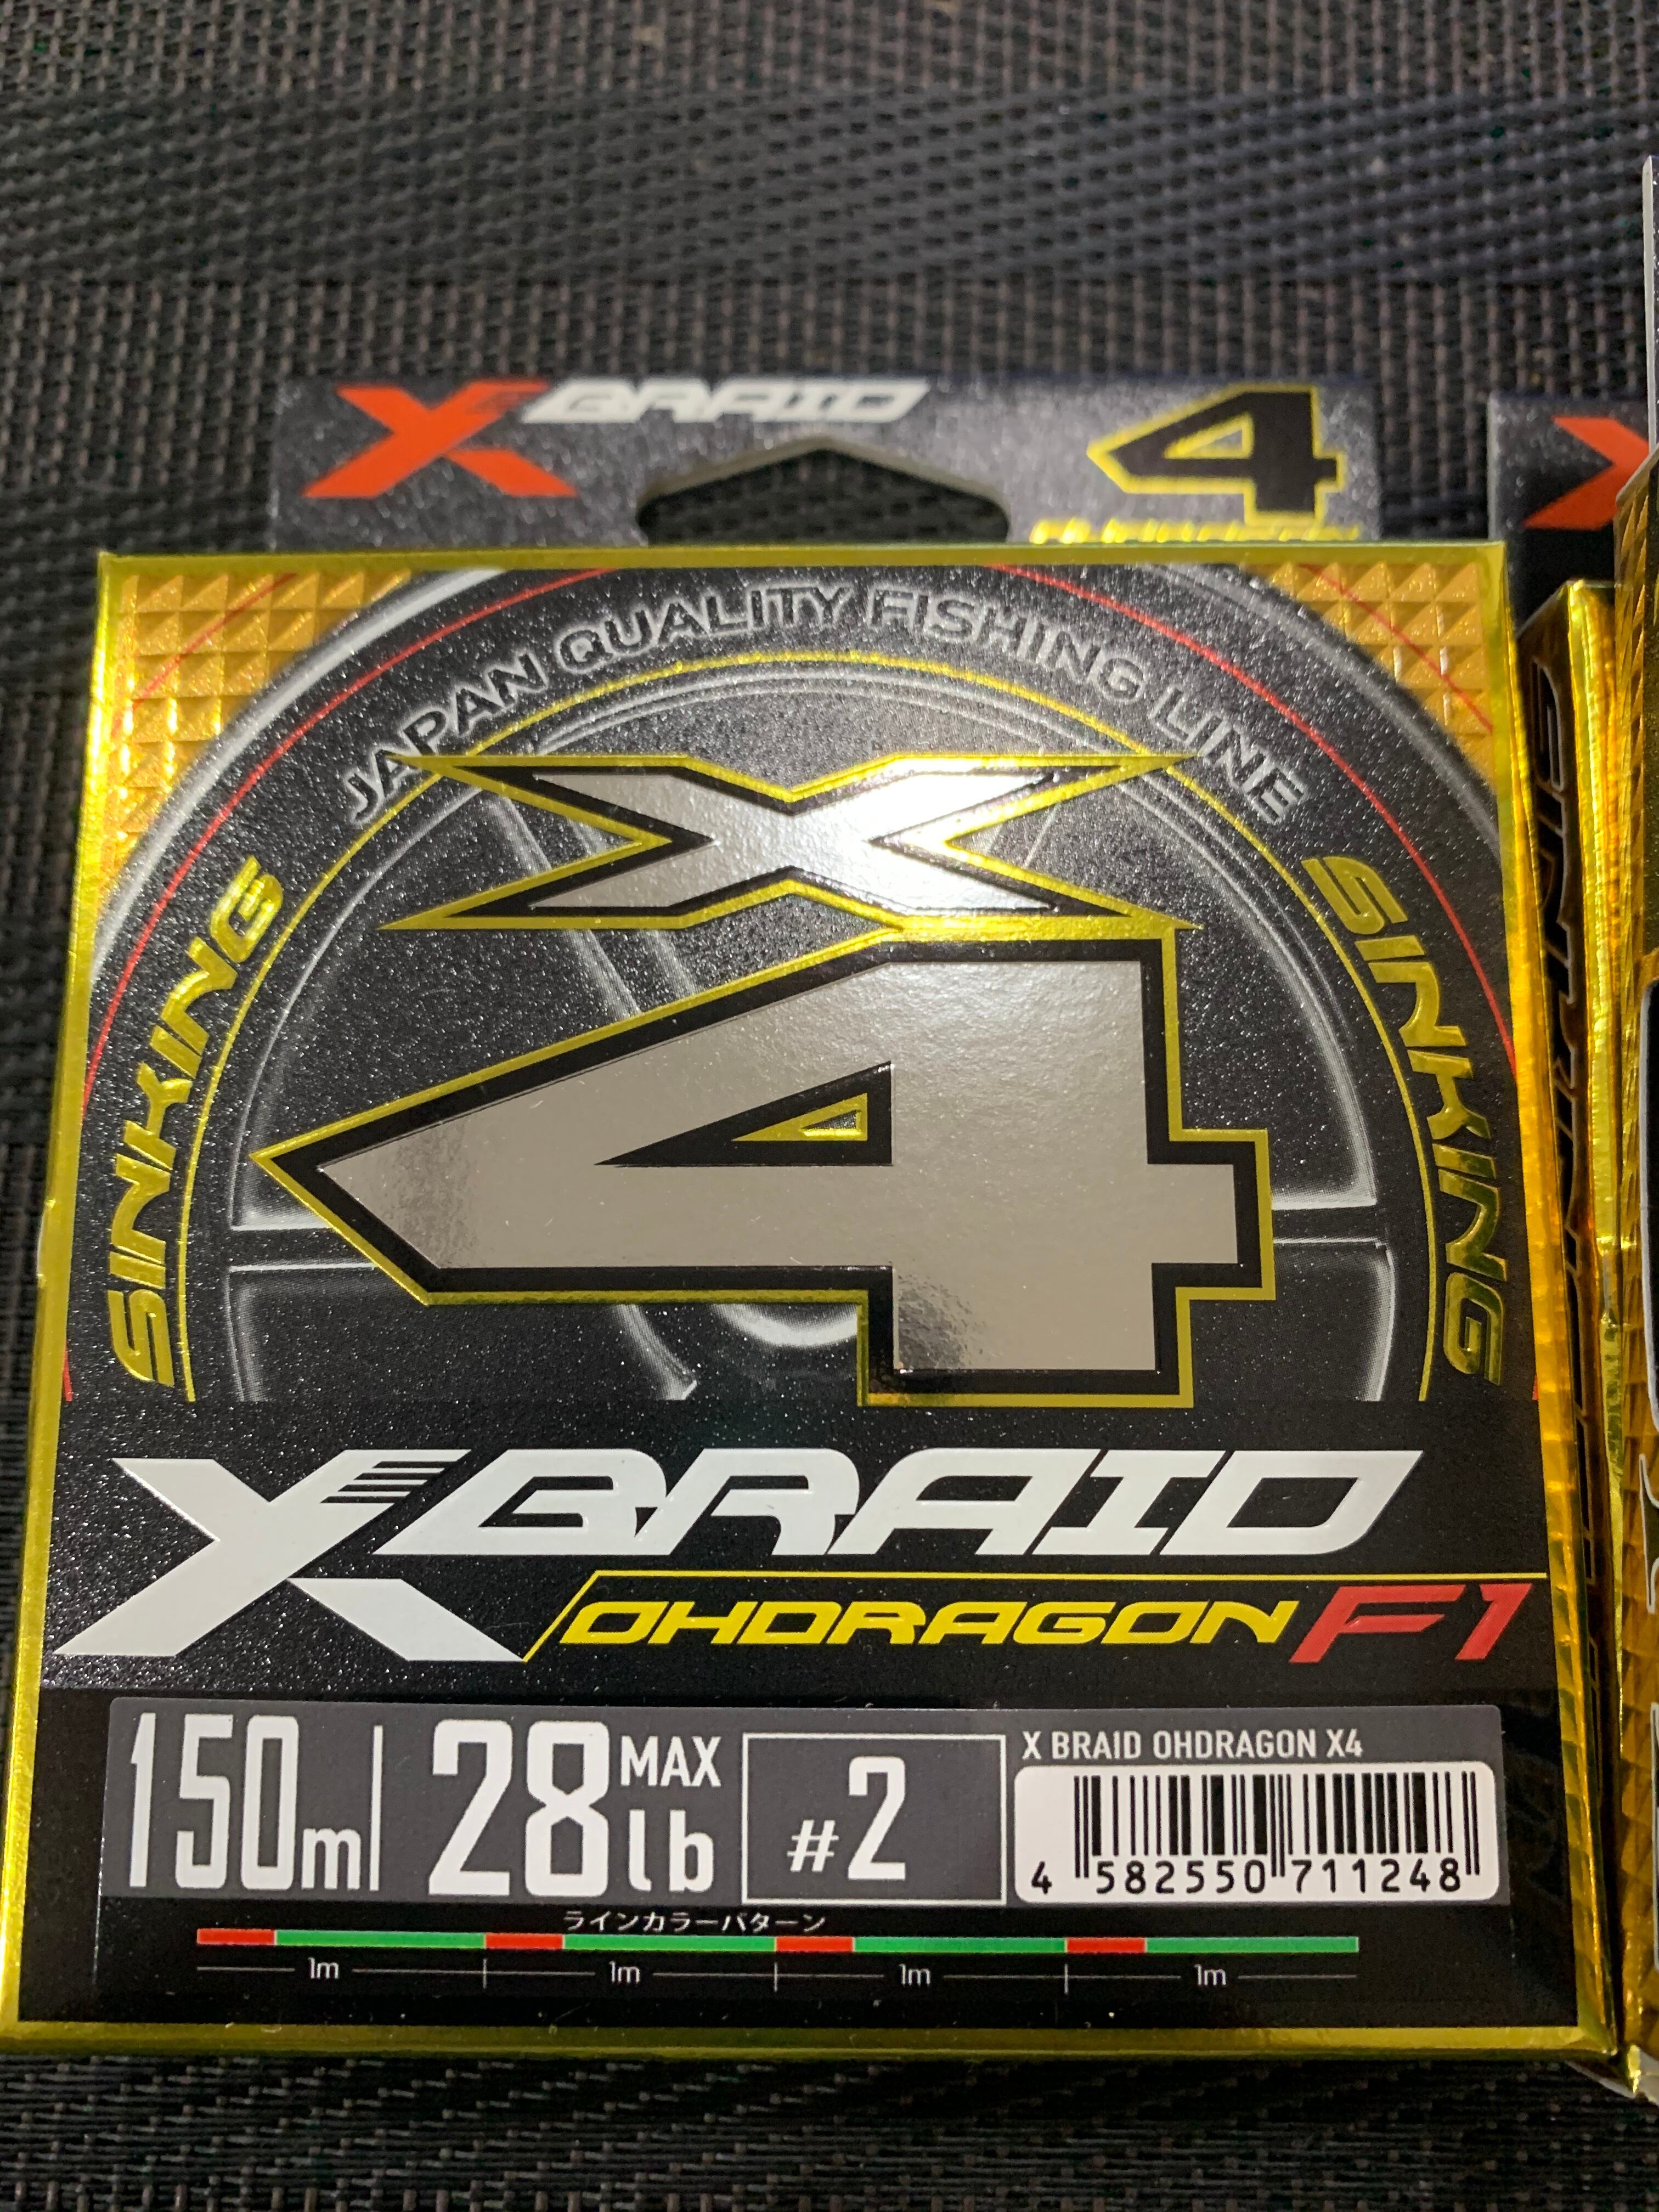 X BRAID
4
JAPAN QUALITY FISHING LINE
SINKING
SINKING
X
4
X BRAID
OHDRAGON F1
150m
28 MAX lb
#2
X BRAID OHDRAGON X4
4 582550 711248
ラインカラーパターン
1m 1m 1m 1m